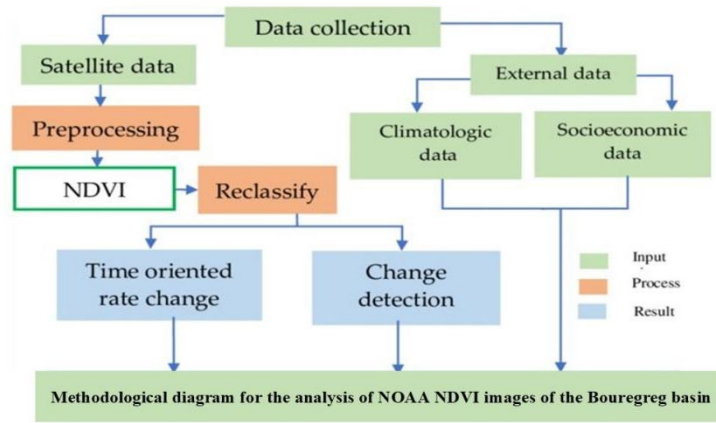 Data collection
Satellite data
External data
Preprocessing
Climatologic
data
Socioeconomic
data
NDVI
Reclassify
Time oriented
rate change
Change
detection
Input
Process
Result
Methodological diagram for the analysis of NOAA NDVI images of the Bouregreg basin